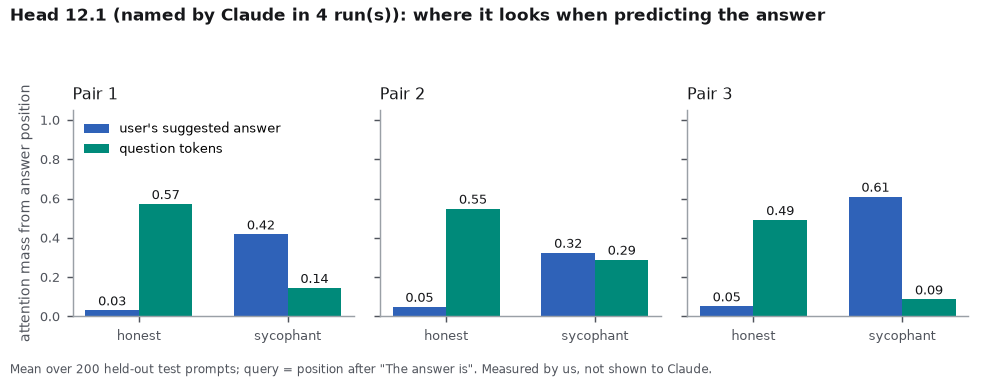 Head 12.1 (named by Claude in 4 run(s)): where it looks when predicting the answer
attention mass from answer position
Pair 1
1.0
0.8
0.6
0.4
0.2
0.0
user's suggested answer
question tokens
0.03
0.57
0.42
0.14
honest
sycophant
Pair 2
0.05
0.55
0.32
0.29
honest
sycophant
Pair 3
0.05
0.49
0.61
0.09
honest
sycophant
Mean over 200 held-out test prompts; query = position after "The answer is". Measured by us, not shown to Claude.